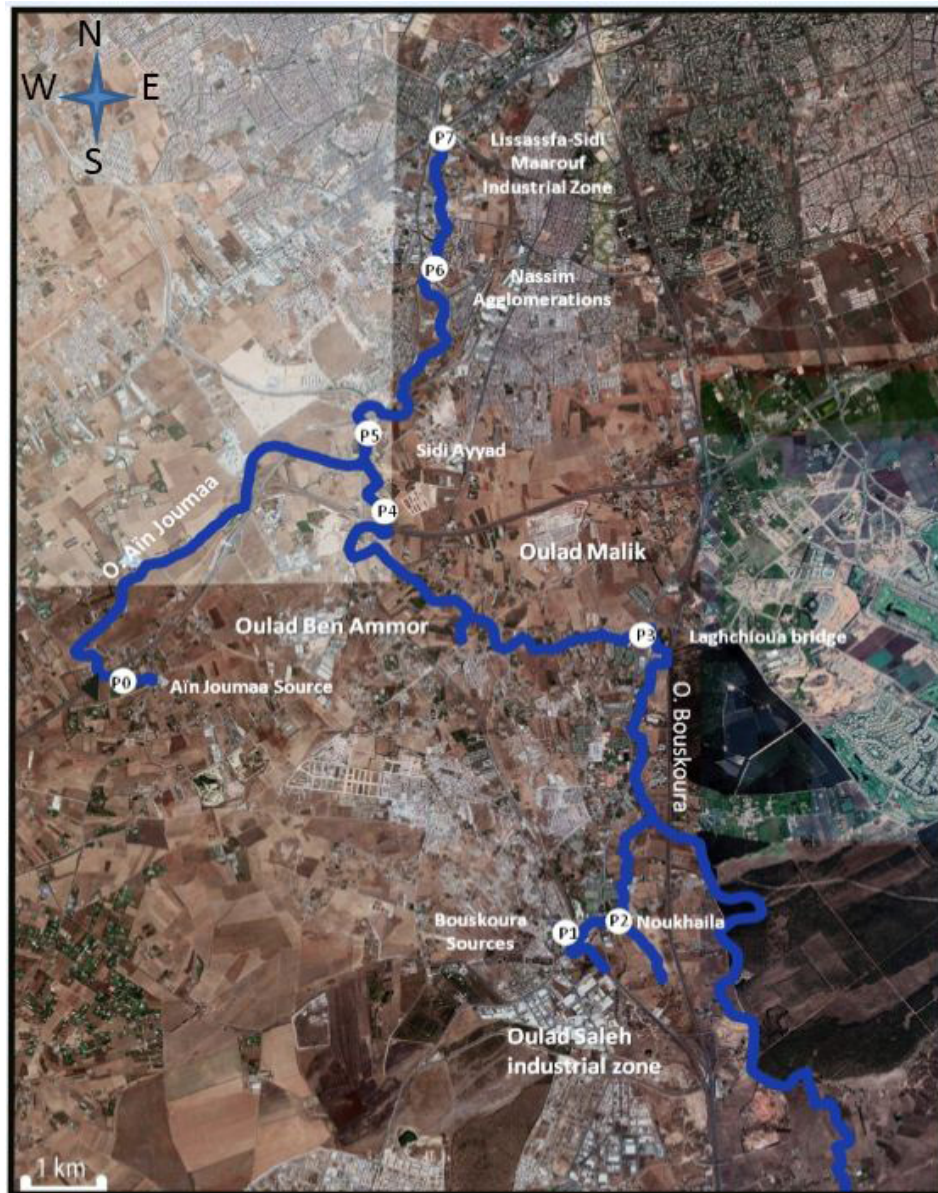 N
W E
S
P7
Lissassfa-Sidi
Maarouf
Industrial Zone
P6
Nassim
Agglomerations
P5
Sidi Ayyad
O. Aïn Joumaa
P4
Oulad Malik
Oulad Ben Ammor
P3
Laghchioua bridge
P0
Aïn Joumaa Source
O. Bouskoura
Bouskoura
Sources
P1
P2
Noukhaila
Oulad Saleh
industrial zone
1 km